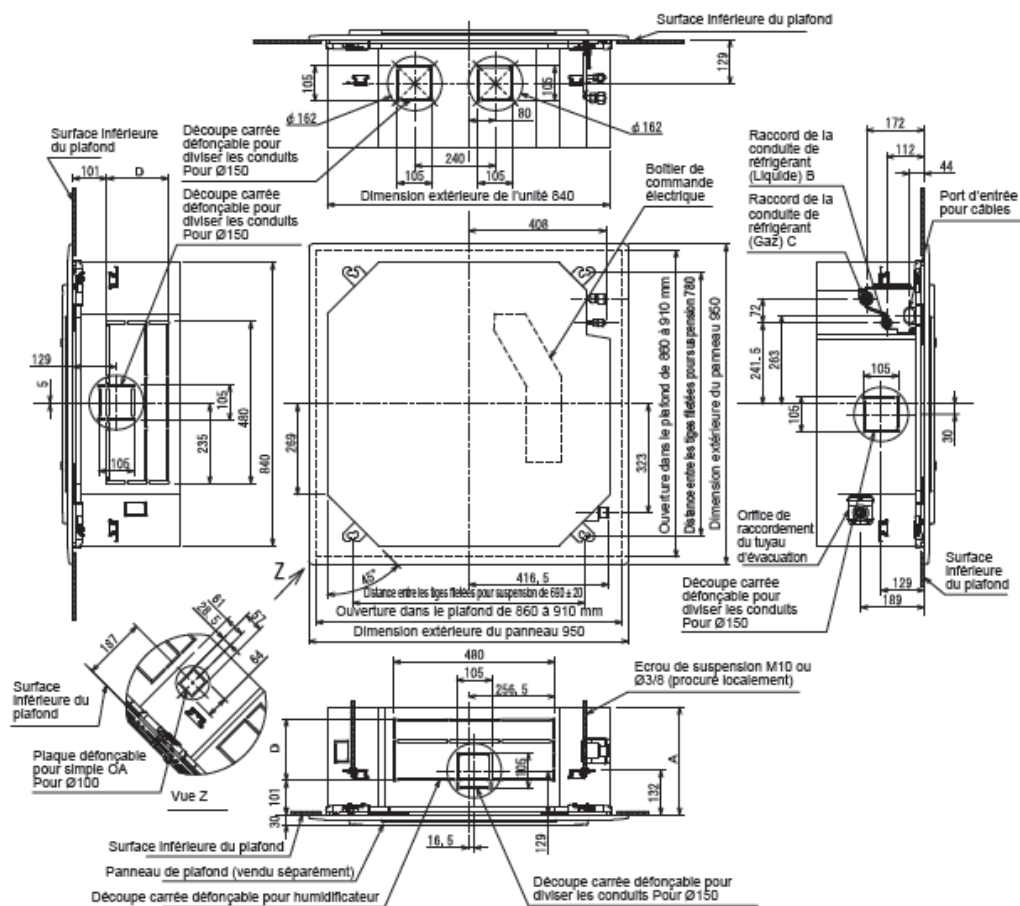 Surface inférieure du plafond
129
105
105
ϕ162
80
ϕ162
240
105
105
Dimension extérieure de l'unité 840
Découpe carrée
défonçable pour
diviser les conduits
Pour Ø150
Découpe carrée
défonçable pour
diviser les conduits
Pour Ø150
Surface inférieure
du plafond
101
D
129
5
105
105
480
235
840
Boîtier de
commande
électrique
408
269
323
Ouverture dans le plafond de 860 à 910 mm
Distance entre les tiges filetées pour suspension 780
Dimension extérieure du panneau 950
Z
45°
416,5
Distance entre les tiges filetées pour suspension de 690 ± 20
Ouverture dans le plafond de 860 à 910 mm
Dimension extérieure du panneau 950
172
112
44
Raccord de la
conduite de
réfrigérant
(Liquide) B
Raccord de la
conduite de
réfrigérant
(Gaz) C
Port d'entrée
pour câbles
72
241,5
263
105
105
30
Orifice de
raccordement
du tuyau
d'évacuation
Surface
inférieure
du plafond
129
189
Découpe carrée
défonçable pour
diviser les conduits
Pour Ø150
187
61
28,5
57
64
Surface
inférieure du
plafond
Plaque défonçable
pour simple OA
Pour Ø100
Vue Z
480
105
256,5
Ecrou de suspension M10 ou
Ø3/8 (procuré localement)
D
101
30
105
A
132
16,5
129
Surface inférieure du plafond
Panneau de plafond (vendu séparément)
Découpe carrée défonçable pour humidificateur
Découpe carrée défonçable pour
diviser les conduits Pour Ø150